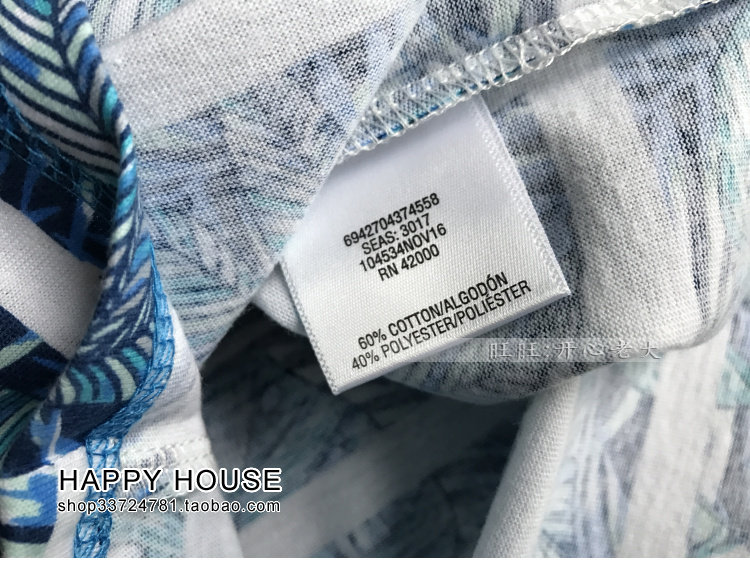 6942704374558
SEAS: 3017
104534NOV16
RN 42000
60% COTTON/ALGODÓN
40% POLYESTER/POLIÉSTER
旺旺:开心老大
HAPPY HOUSE
shop33724781.taobao.com